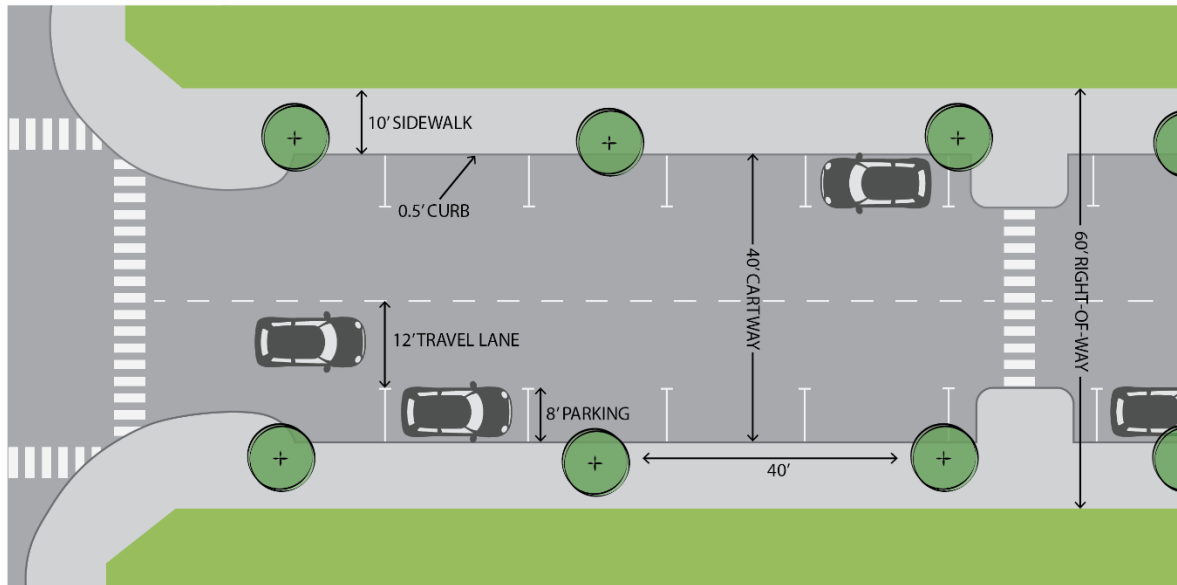 10' SIDEWALK
0.5' CURB
40' CARTWAY
60' RIGHT-OF-WAY
12' TRAVEL LANE
8' PARKING
40'